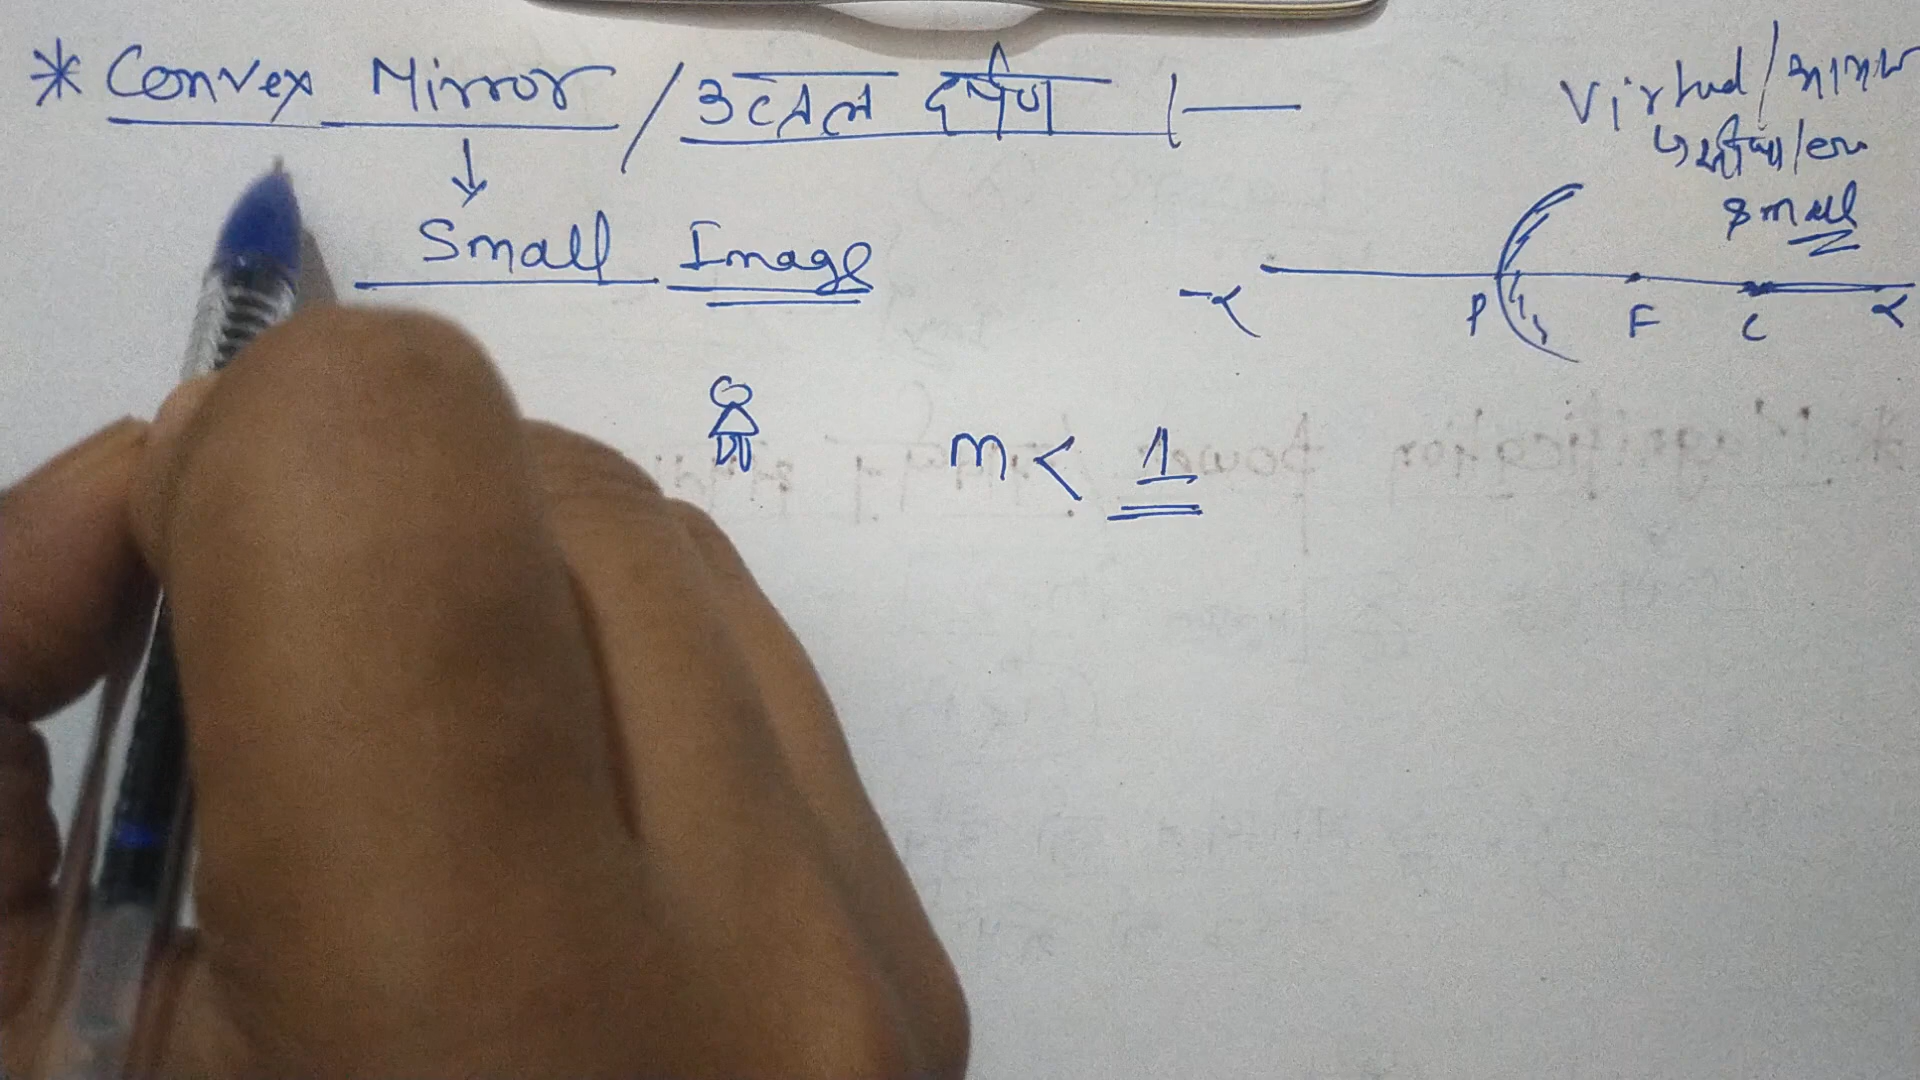 * Convex Mirror / उत्तल दर्पण :—
Small Image
m < 1
Virtual / आभासी
small
-∝
P F C ∝